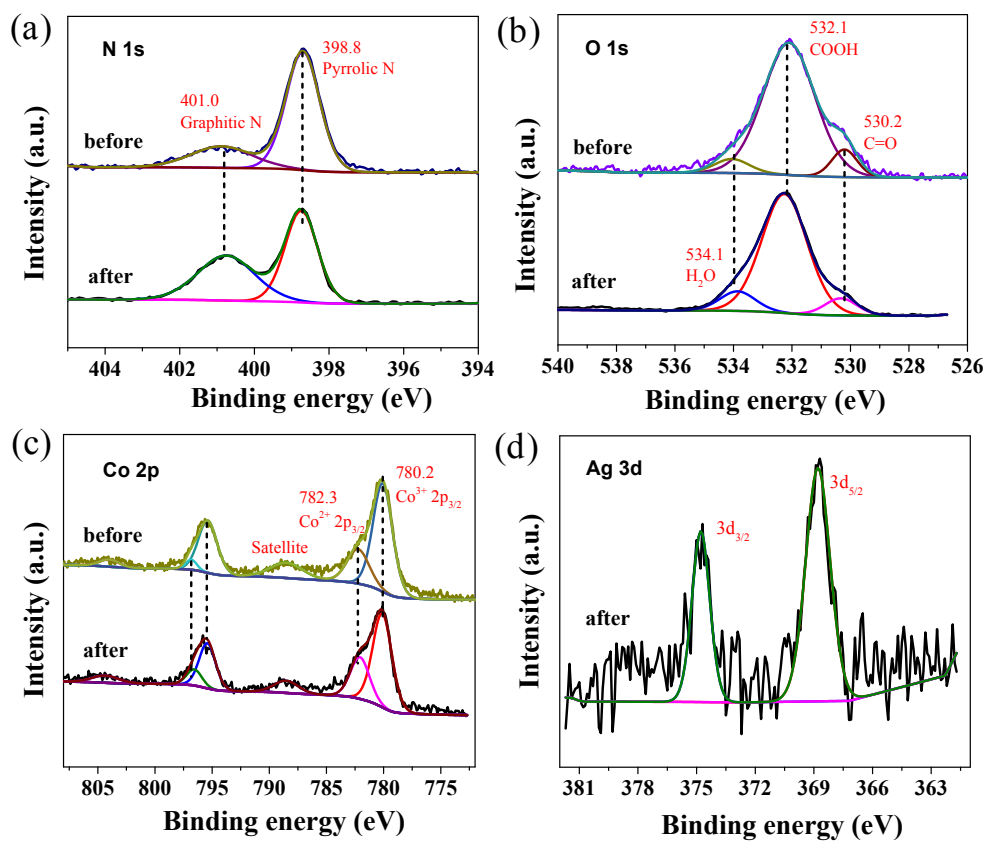 (a)
N 1s
398.8
Pyrrolic N
401.0
Graphitic N
before
after
Intensity (a.u.)
404 402 400 398 396 394
Binding energy (eV)
(b)
O 1s
532.1
COOH
530.2
C=O
before
534.1
H₂O
after
Intensity (a.u.)
540 538 536 534 532 530 528 526
Binding energy (eV)
(c)
Co 2p
780.2
Co³⁺ 2p₃/₂
782.3
Co²⁺ 2p₃/₂
Satellite
before
after
Intensity (a.u.)
805 800 795 790 785 780 775
Binding energy (eV)
(d)
Ag 3d
3d₅/₂
3d₃/₂
after
Intensity (a.u.)
381 378 375 372 369 366 363
Binding energy (eV)